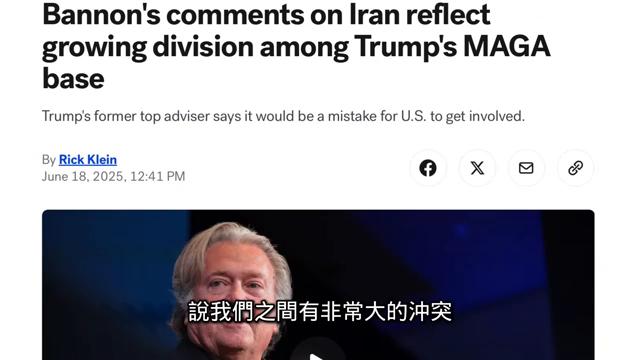 Bannon's comments on Iran reflect
growing division among Trump's MAGA
base
Trump's former top adviser says it would be a mistake for U.S. to get involved.
By Rick Klein
June 18, 2025, 12:41 PM
說我們之間有非常大的沖突